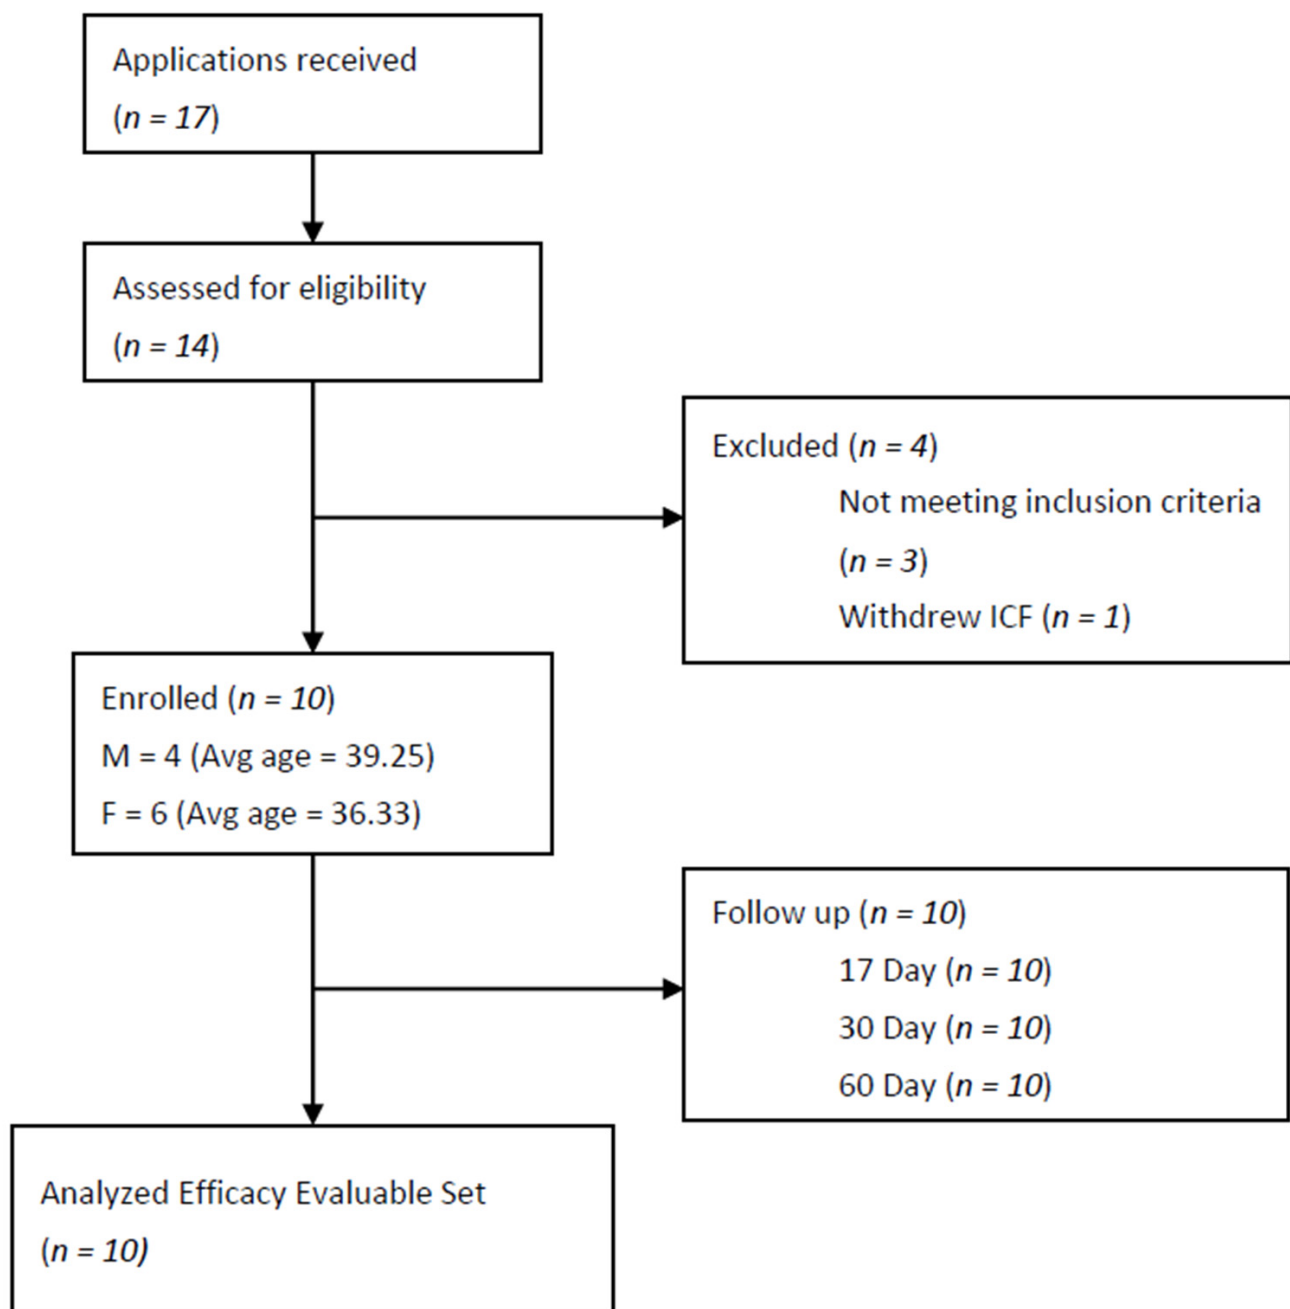 Applications received
(n = 17)
Assessed for eligibility
(n = 14)
Excluded (n = 4)
Not meeting inclusion criteria
(n = 3)
Withdrew ICF (n = 1)
Enrolled (n = 10)
M = 4 (Avg age = 39.25)
F = 6 (Avg age = 36.33)
Follow up (n = 10)
17 Day (n = 10)
30 Day (n = 10)
60 Day (n = 10)
Analyzed Efficacy Evaluable Set
(n = 10)